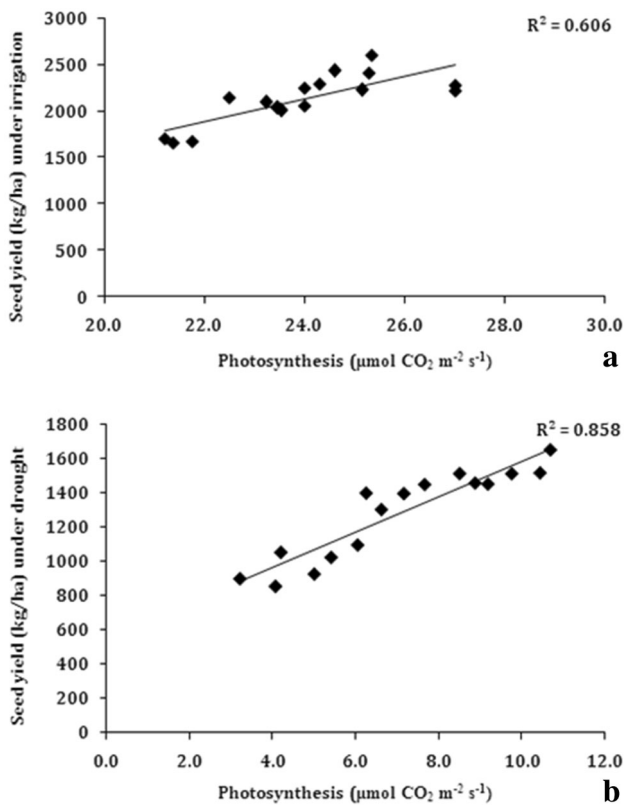 R² = 0.606
Seed yield (kg/ha) under irrigation
3000
2500
2000
1500
1000
500
0
20.0 22.0 24.0 26.0 28.0 30.0
Photosynthesis (μmol CO₂ m⁻² s⁻¹)
a
R² = 0.858
Seed yield (kg/ha) under drought
1800
1600
1400
1200
1000
800
600
400
200
0
0.0 2.0 4.0 6.0 8.0 10.0 12.0
Photosynthesis (μmol CO₂ m⁻² s⁻¹)
b